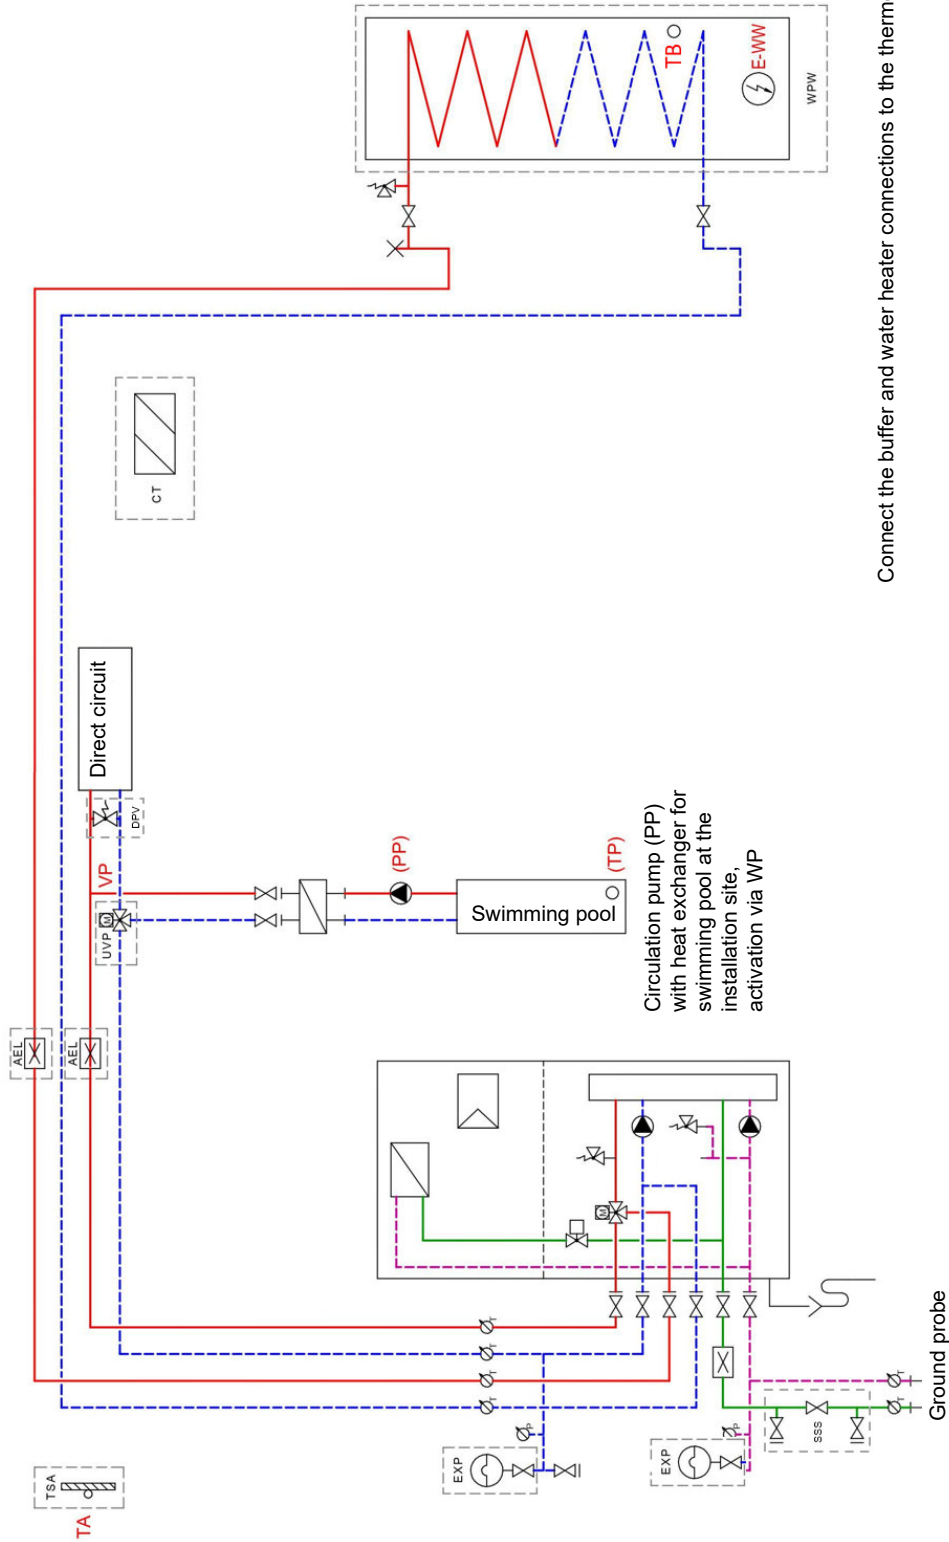 TB
E-WW
WPW
CT
Connect the buffer and water heater connections to the therm
Direct circuit
DPV
VP
UVP
M
AEL
AEL
(PP)
(TP)
Swimming pool
Circulation pump (PP)
with heat exchanger for
swimming pool at the
installation site,
activation via WP
M
T
T
T
T
P
EXP
P
EXP
SSS
T
T
Ground probe
TSA
TA